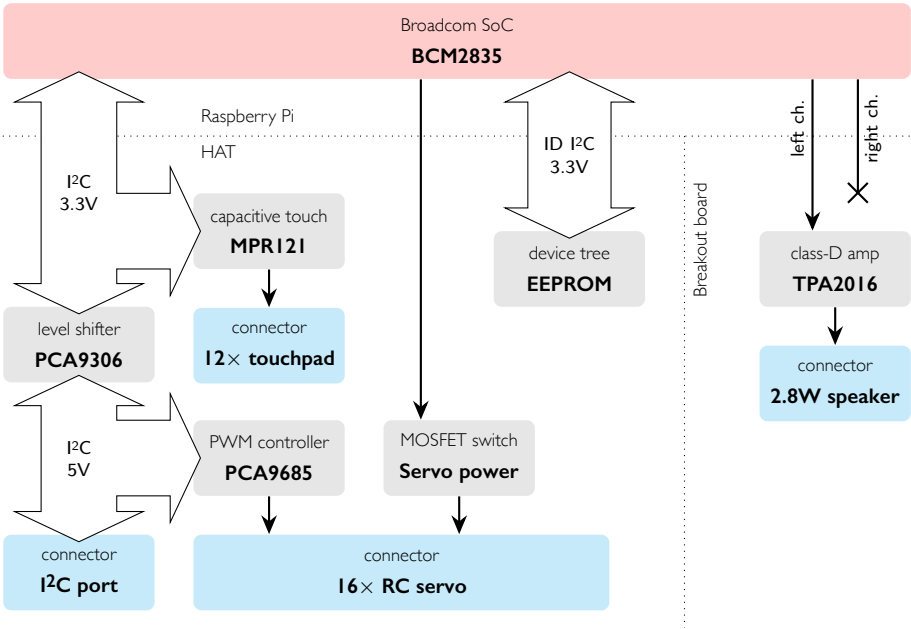 Broadcom SoC
BCM2835
Raspberry Pi
HAT
I²C
3.3V
capacitive touch
MPR121
ID I²C
3.3V
device tree
EEPROM
left ch.
right ch.
Breakout board
class-D amp
TPA2016
level shifter
PCA9306
connector
12× touchpad
connector
2.8W speaker
I²C
5V
PWM controller
PCA9685
MOSFET switch
Servo power
connector
I²C port
connector
16× RC servo